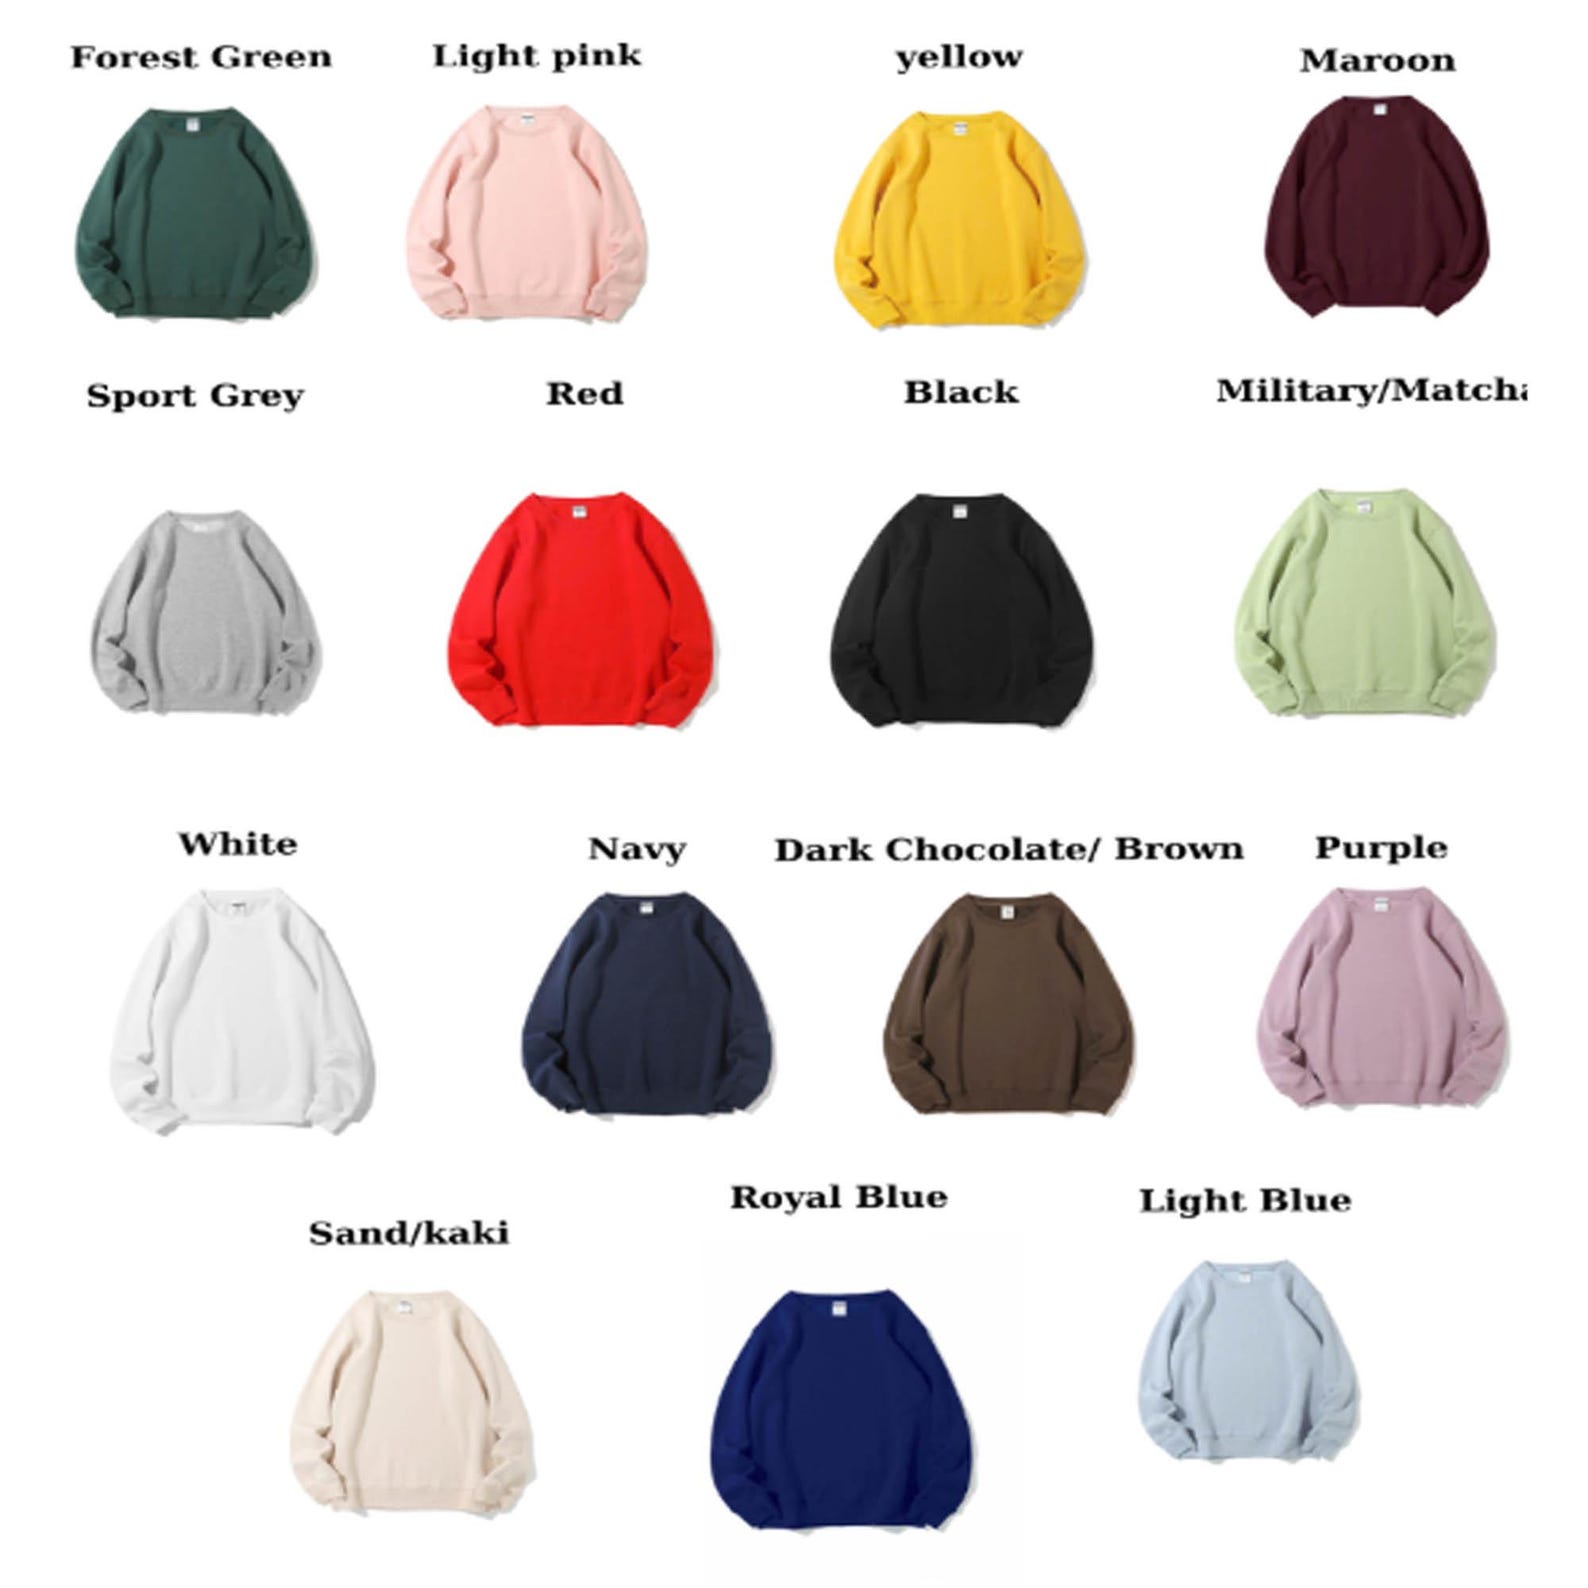 Forest Green
Light pink
yellow
Maroon
Sport Grey
Red
Black
Military/Matcha
White
Navy
Dark Chocolate/ Brown
Purple
Sand/kaki
Royal Blue
Light Blue